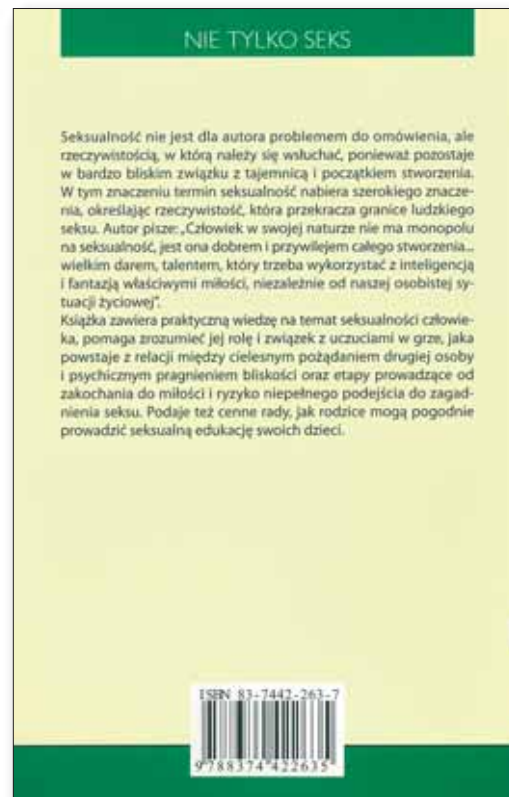 NIE TYLKO SEKS
Seksualność nie jest dla autora problemem do omówienia, ale
rzeczywistością, w którą należy się wsłuchać, ponieważ pozostaje
w bardzo bliskim związku z tajemnicą i początkiem stworzenia.
W tym znaczeniu termin seksualność nabiera szerokiego znacze-
nia, określając rzeczywistość, która przekracza granice ludzkiego
seksu. Autor pisze: „Człowiek w swojej naturze nie ma monopolu
na seksualność, jest ona dobrem i przywilejem całego stworzenia...
wielkim darem, talentem, który trzeba wykorzystać z inteligencją
i fantazją właściwymi miłości, niezależnie od naszej osobistej sy-
tuacji życiowej”.
Książka zawiera praktyczną wiedzę na temat seksualności człowie-
ka, pomaga zrozumieć jej rolę i związek z uczuciami w grze, jaka
powstaje z relacji między cielesnym pożądaniem drugiej osoby
i psychicznym pragnieniem bliskości oraz etapy prowadzące od
zakochania do miłości i ryzyko niepełnego podejścia do zagad-
nienia seksu. Podaje też cenne rady, jak rodzice mogą pogodnie
prowadzić seksualną edukację swoich dzieci.
ISBN 83-7442-263-7
9 788374 422635